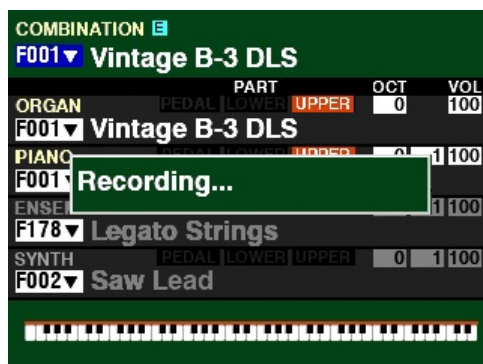 COMBINATION E
F001▼ Vintage B-3 DLS
PART OCT VOL
ORGAN PEDAL LOWER UPPER 0 100
F001▼ Vintage B-3 DLS
PIANO PEDAL LOWER UPPER 0 1 100
F001
Recording...
1 100
F178▼ Legato Strings
SYNTH PEDAL LOWER UPPER 0 1 100
F002▼ Saw Lead